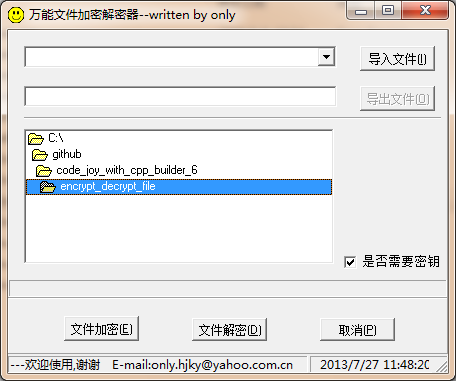 万能文件加密解密器--written by only
导入文件(I)
导出文件(O)
C:\
github
code_joy_with_cpp_builder_6
encrypt_decrypt_file
是否需要密钥
文件加密(E)
文件解密(D)
取消(P)
---欢迎使用,谢谢 E-mail:only.hjky@yahoo.com.cn
2013/7/27 11:48:20